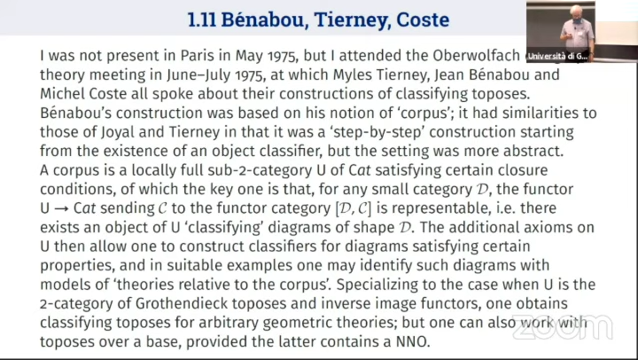 1.11 Bénabou, Tierney, Coste
I was not present in Paris in May 1975, but I attended the Oberwolfach
theory meeting in June–July 1975, at which Myles Tierney, Jean Bénabou and
Michel Coste all spoke about their constructions of classifying toposes.
Bénabou's construction was based on his notion of 'corpus'; it had similarities to
those of Joyal and Tierney in that it was a 'step-by-step' construction starting
from the existence of an object classifier, but the setting was more abstract.
A corpus is a locally full sub-2-category U of Cat satisfying certain closure
conditions, of which the key one is that, for any small category 𝒟, the functor
U → Cat sending 𝒞 to the functor category [𝒟, 𝒞] is representable, i.e. there
exists an object of U 'classifying' diagrams of shape 𝒟. The additional axioms on
U then allow one to construct classifiers for diagrams satisfying certain
properties, and in suitable examples one may identify such diagrams with
models of 'theories relative to the corpus'. Specializing to the case when U is the
2-category of Grothendieck toposes and inverse image functors, one obtains
classifying toposes for arbitrary geometric theories; but one can also work with
toposes over a base, provided the latter contains a NNO.
Università di G...
zoom